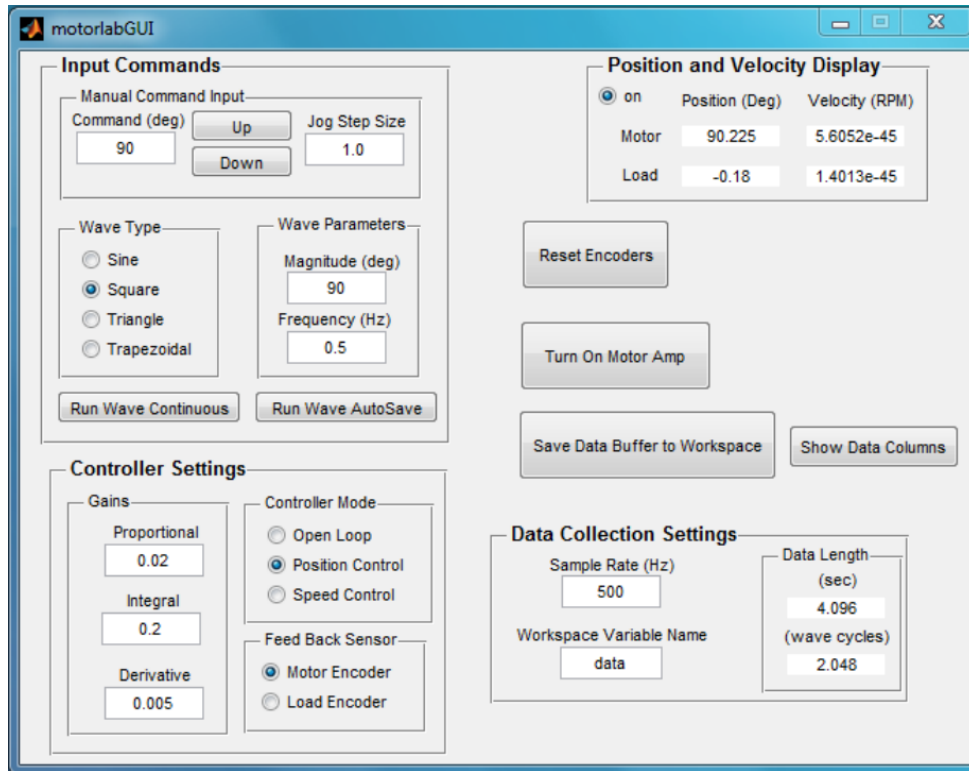 motorlabGUI
Input Commands
Manual Command Input
Command (deg)
90
Up
Down
Jog Step Size
1.0
Wave Type
Sine
Square
Triangle
Trapezoidal
Wave Parameters
Magnitude (deg)
90
Frequency (Hz)
0.5
Run Wave Continuous
Run Wave AutoSave
Controller Settings
Gains
Proportional
0.02
Integral
0.2
Derivative
0.005
Controller Mode
Open Loop
Position Control
Speed Control
Feed Back Sensor
Motor Encoder
Load Encoder
Position and Velocity Display
on Position (Deg) Velocity (RPM)
Motor 90.225 5.6052e-45
Load -0.18 1.4013e-45
Reset Encoders
Turn On Motor Amp
Save Data Buffer to Workspace
Show Data Columns
Data Collection Settings
Sample Rate (Hz)
500
Workspace Variable Name
data
Data Length
(sec)
4.096
(wave cycles)
2.048